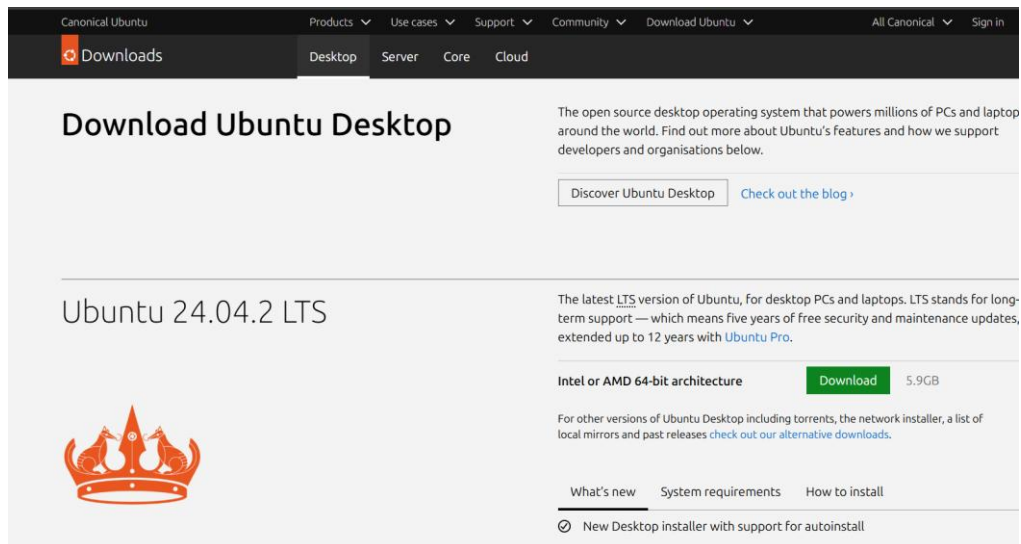 Canonical Ubuntu Products Use cases Support Community Download Ubuntu All Canonical Sign in
Downloads Desktop Server Core Cloud
Download Ubuntu Desktop
The open source desktop operating system that powers millions of PCs and laptop
around the world. Find out more about Ubuntu's features and how we support
developers and organisations below.
Discover Ubuntu Desktop Check out the blog ›
Ubuntu 24.04.2 LTS
The latest LTS version of Ubuntu, for desktop PCs and laptops. LTS stands for long-
term support — which means five years of free security and maintenance updates,
extended up to 12 years with Ubuntu Pro.
Intel or AMD 64-bit architecture Download 5.9GB
For other versions of Ubuntu Desktop including torrents, the network installer, a list of
local mirrors and past releases check out our alternative downloads.
What's new System requirements How to install
New Desktop installer with support for autoinstall